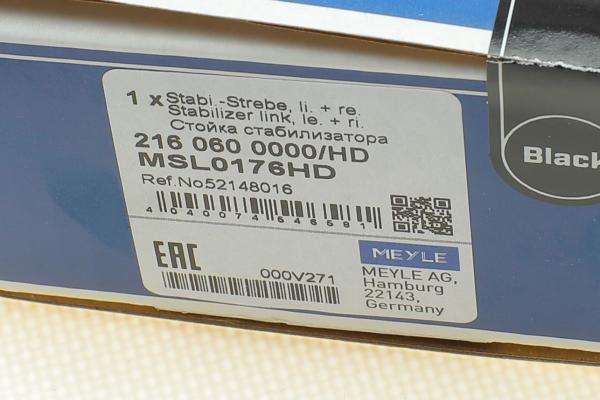 1 x Stabi.-Strebe, li. + re.
Stabilizer link, le. + ri.
Стойка стабилизатора
216 060 0000/HD
MSL0176HD
Ref.No52148016
4 040074 546591
EAC
000V271
MEYLE
MEYLE AG,
Hamburg
22143,
Germany
Black